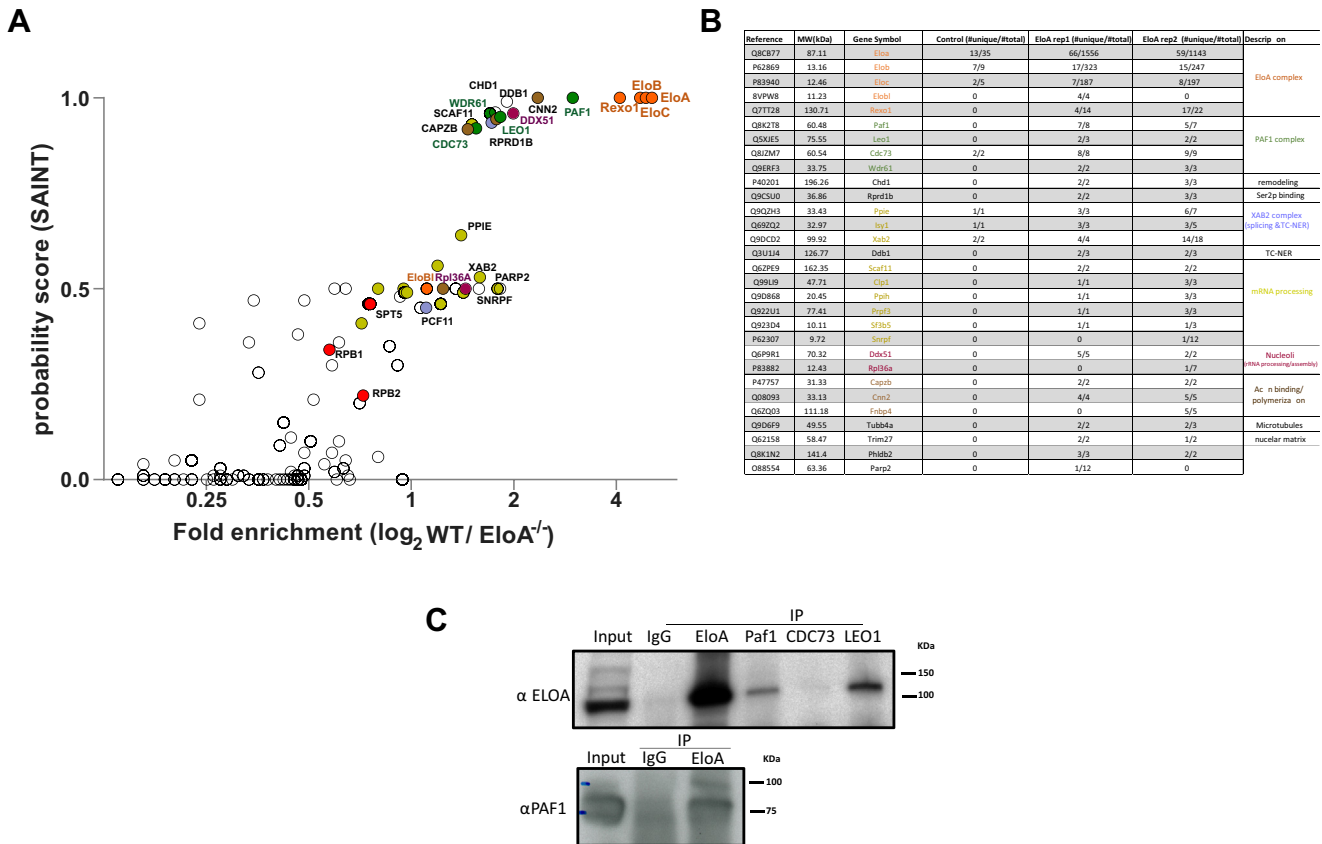 A
probability score (SAINT)
1.0
0.5
0.0
0.25
0.5
1
2
4
Fold enrichment (log2 WT/ EloA-/-)
CHD1
DDB1
WDR61
SCAF11
CAPZB
CDC73
CNN2
DDX51
LEO1
RPRD1B
PAF1
Rexo1
EloB
EloA
EloC
PPIE
XAB2
PARP2
EloBl
Rpl36A
SNRPF
SPT5
PCF11
RPB1
RPB2
B
Reference MW(kDa) Gene Symbol Control (#unique/#total) EloA rep1 (#unique/#total) EloA rep2 (#unique/#total) Descrip on
Q8CB77 87.11 Eloa 13/35 66/1556 59/1143
P62869 13.16 Elob 7/9 17/323 15/247
EloA complex
P83940 12.46 Eloc 2/5 7/187 8/197
8VPW8 11.23 Elobl 0 4/4 0
Q7TT28 130.71 Rexo1 0 4/14 17/22
Q8K2T8 60.48 Paf1 0 7/8 5/7
Q5XJE5 75.55 Leo1 0 2/3 2/2
PAF1 complex
Q8JZM7 60.54 Cdc73 2/2 8/8 9/9
Q9ERF3 33.75 Wdr61 0 2/2 3/3
P40201 196.26 Chd1 0 2/2 3/3 remodeling
Q9CSU0 36.86 Rprd1b 0 2/2 3/3 Ser2p binding
Q9QZH3 33.43 Ppie 1/1 3/3 6/7
XAB2 complex
Q69ZQ2 32.97 Isy1 1/1 3/3 3/5
(splicing &TC-NER)
Q9DCD2 99.92 Xab2 2/2 4/4 14/18
Q3U1J4 126.77 Ddb1 0 2/3 2/3 TC-NER
Q6ZPE9 162.35 Scaf11 0 2/2 2/2
Q99LI9 47.71 Clp1 0 1/1 3/3
Q9D868 20.45 Ppih 0 1/1 3/3
mRNA processing
Q922U1 77.41 Prpf3 0 1/1 3/3
Q923D4 10.11 Sf3b5 0 1/1 1/3
P62307 9.72 Snrpf 0 0 1/12
Q6P9R1 70.32 Ddx51 0 5/5 2/2
Nucleoli
(rRNA processing/assembly)
P83882 12.43 Rpl36a 0 0 1/7
P47757 31.33 Capzb 0 2/2 2/2
Ac n binding/
Q08093 33.13 Cnn2 0 4/4 5/5
polymeriza on
Q6ZQ03 111.18 Fnbp4 0 0 5/5
Q9D6F9 49.55 Tubb4a 0 2/2 2/3 Microtubules
Q62158 58.47 Trim27 0 2/2 1/2 nucelar matrix
Q8K1N2 141.4 Phldb2 0 3/3 2/2
O88554 63.36 Parp2 0 1/12 0
C
IP
Input IgG EloA Paf1 CDC73 LEO1
KDa
150
100
α ELOA
IP
Input IgG EloA
KDa
100
75
αPAF1